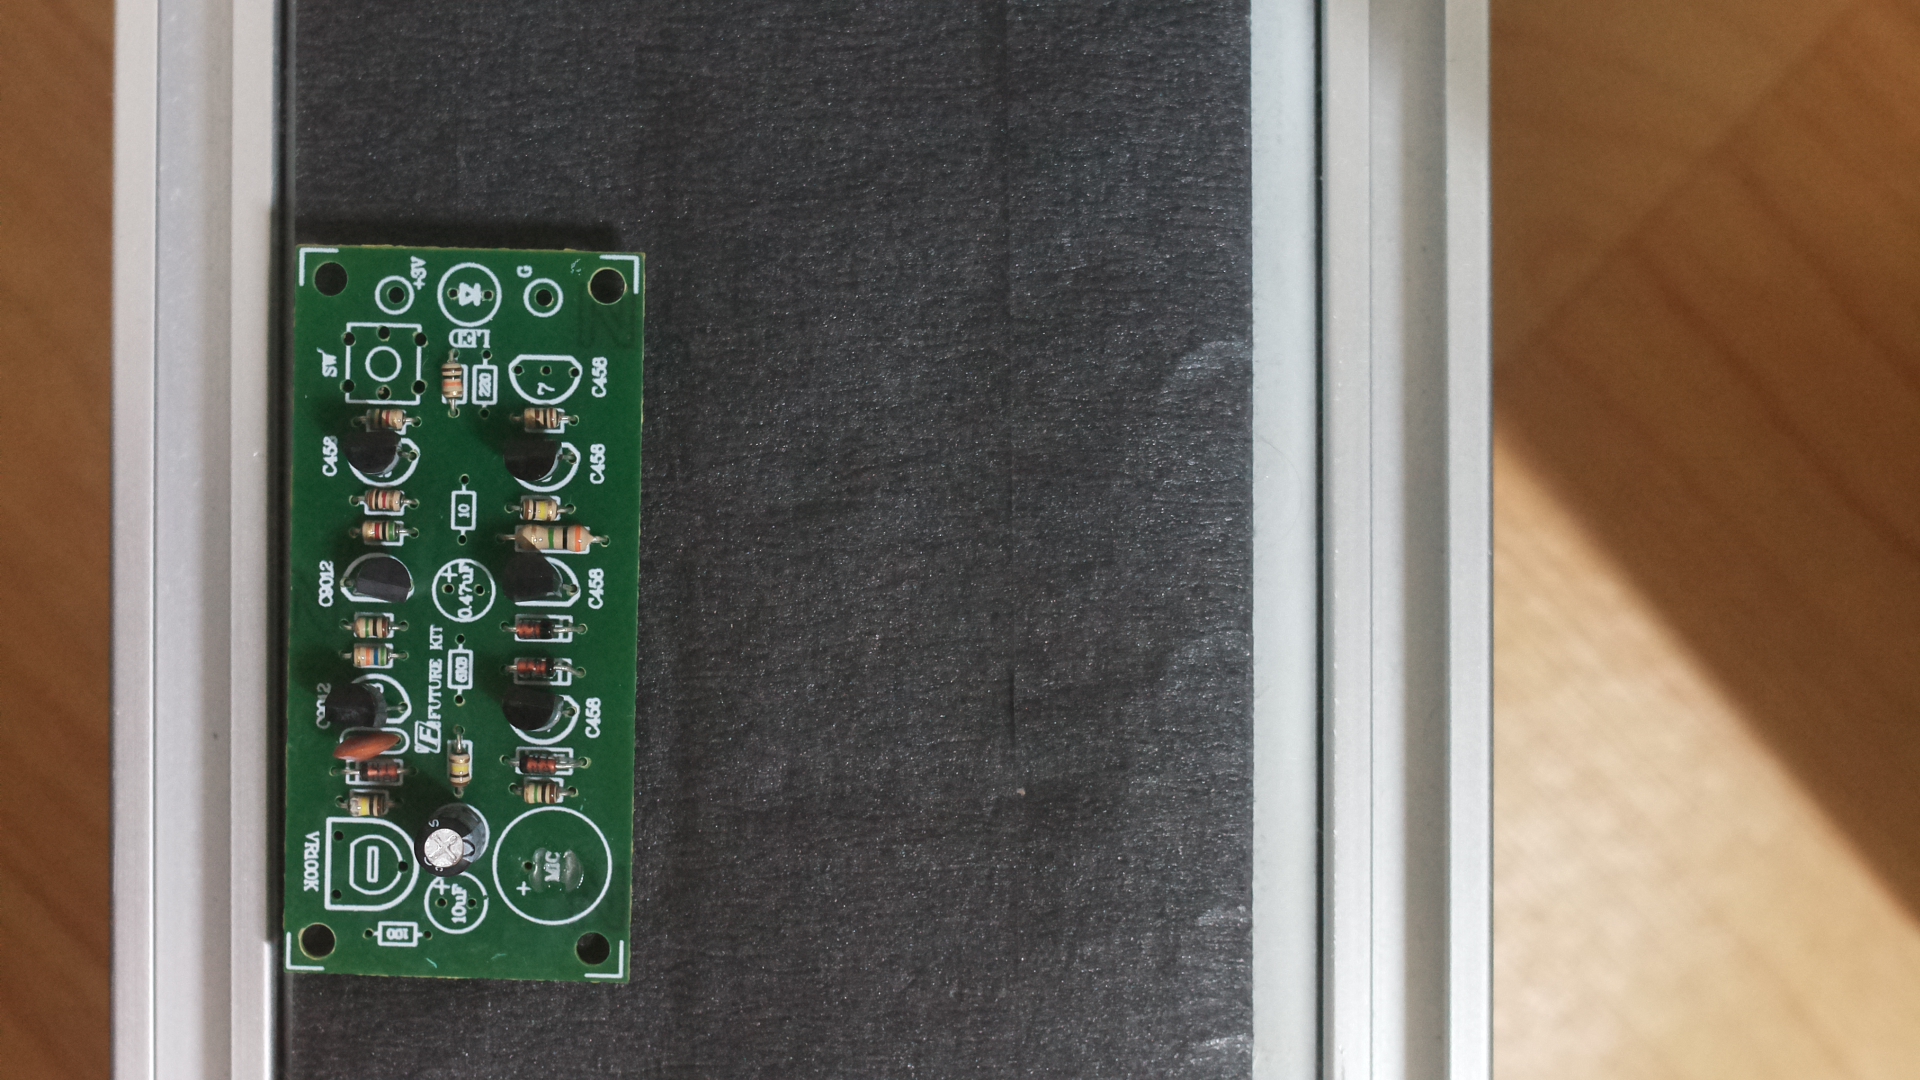 +3V
G
LED
SW
220
7
C458
C458
C458
10
C9012
0.47uF
C458
FUTURE KIT
C458
VR100K
MIC
+
10uF
100